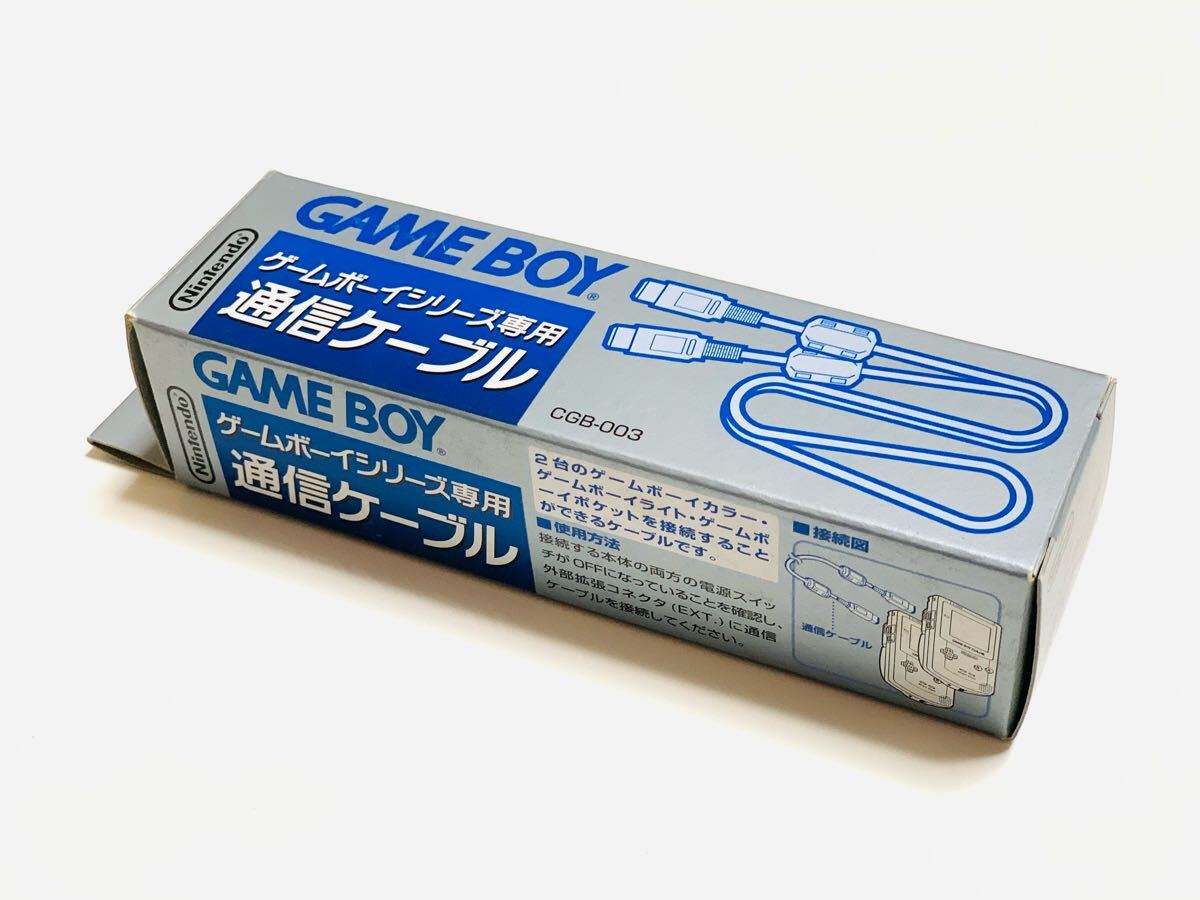 Nintendo®
GAME BOY®
ゲームボーイシリーズ専用
通信ケーブル
CGB-003
Nintendo
GAME BOY®
ゲームボーイシリーズ専用
通信ケーブル
2台のゲームボーイカラー・
ゲームボーイライト・ゲームボ
ーイポケットを接続すること
ができるケーブルです。
■使用方法
接続する本体の両方の電源スイッ
チがOFFになっていることを確認し、
外部拡張コネクタ(EXT.)に通信
ケーブルを接続してください。
■接続図
通信ケーブル